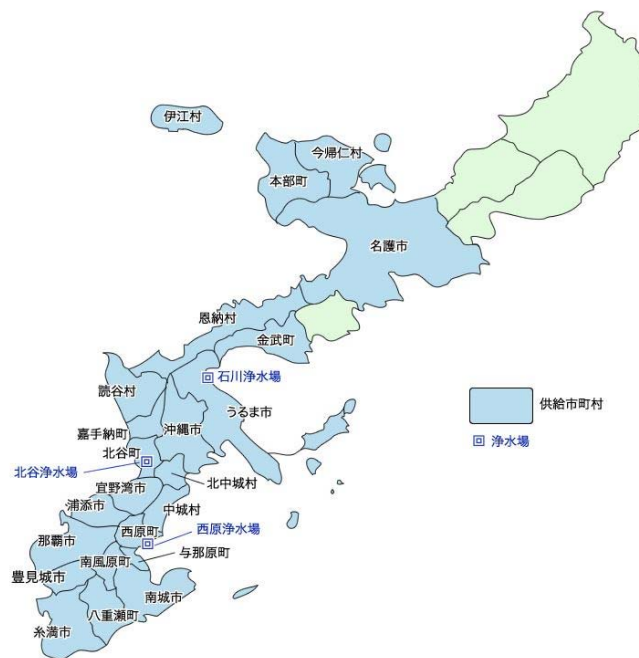 伊江村
今帰仁村
本部町
名護市
恩納村
金武町
石川浄水場
読谷村
うるま市
供給市町村
嘉手納町
沖縄市
浄水場
北谷町
北谷浄水場
北中城村
宜野湾市
浦添市
中城村
西原町
西原浄水場
那覇市
与那原町
南風原町
豊見城市
南城市
八重瀬町
糸満市